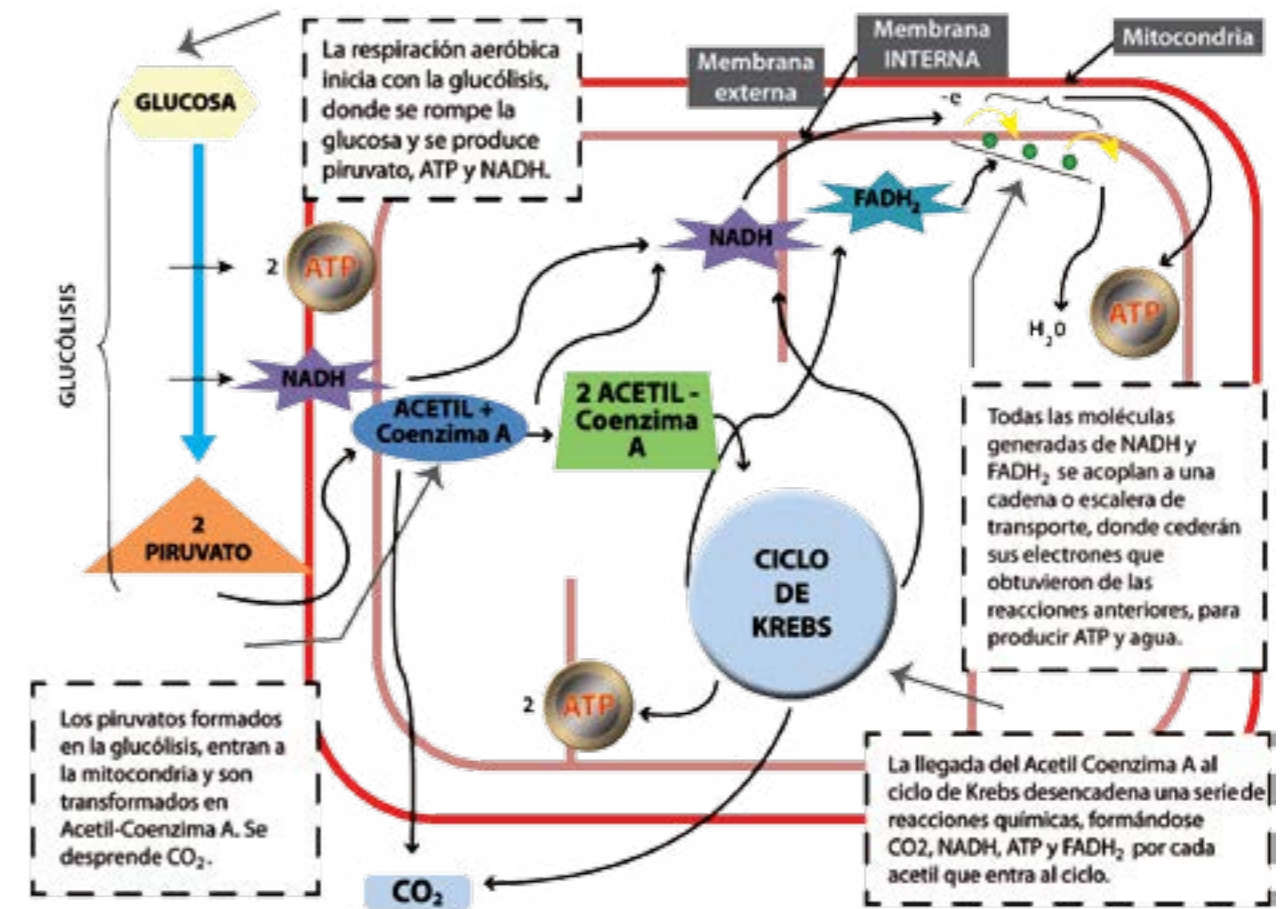 GLUCOSA
GLUCÓLISIS
La respiración aeróbica
inicia con la glucólisis,
donde se rompe la
glucosa y se produce
piruvato, ATP y NADH.
Membrana
externa
Membrana
INTERNA
Mitocondria
-e
FADH₂
NADH
2 ATP
NADH
ATP
H₂0
ACETIL +
Coenzima A
2 ACETIL -
Coenzima
A
2
PIRUVATO
CICLO
DE
KREBS
Todas las moléculas
generadas de NADH y
FADH₂ se acoplan a una
cadena o escalera de
transporte, donde cederán
sus electrones que
obtuvieron de las
reacciones anteriores, para
producir ATP y agua.
2 ATP
Los piruvatos formados
en la glucólisis, entran a
la mitocondria y son
transformados en
Acetil-Coenzima A. Se
desprende CO₂.
La llegada del Acetil Coenzima A al
ciclo de Krebs desencadena una serie de
reacciones químicas, formándose
CO2, NADH, ATP y FADH₂ por cada
acetil que entra al ciclo.
CO₂